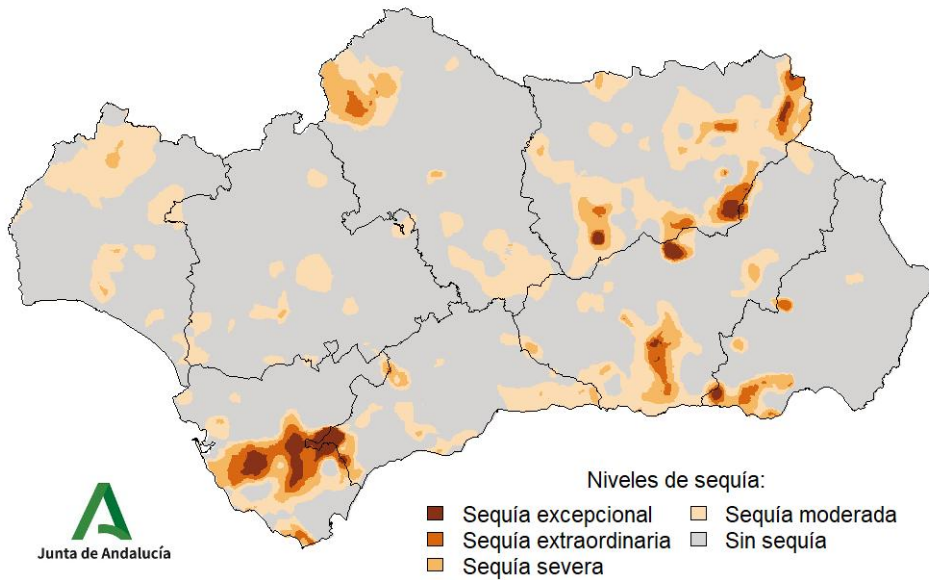 Niveles de sequía:
Sequía excepcional
Sequía extraordinaria
Sequía severa
Sequía moderada
Sin sequía
Junta de Andalucía